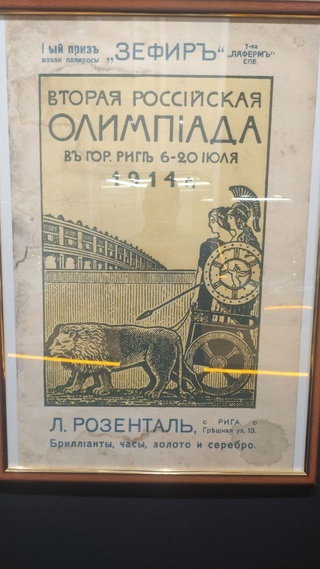 I ый призъ
взяли папиросы
„ЗЕФИРЪ“
Т-ва
„ЛАФЕРМЪ“
СПБ.
ВТОРАЯ РОССІЙСКАЯ
ОЛИМПІАДА
ВЪ ГОР. РИГѢ 6-20 ІЮЛЯ
1914 г.
Л. РОЗЕНТАЛЬ,
РИГА.
Грѣшная ул. 13.
Брилліанты, часы, золото и серебро.